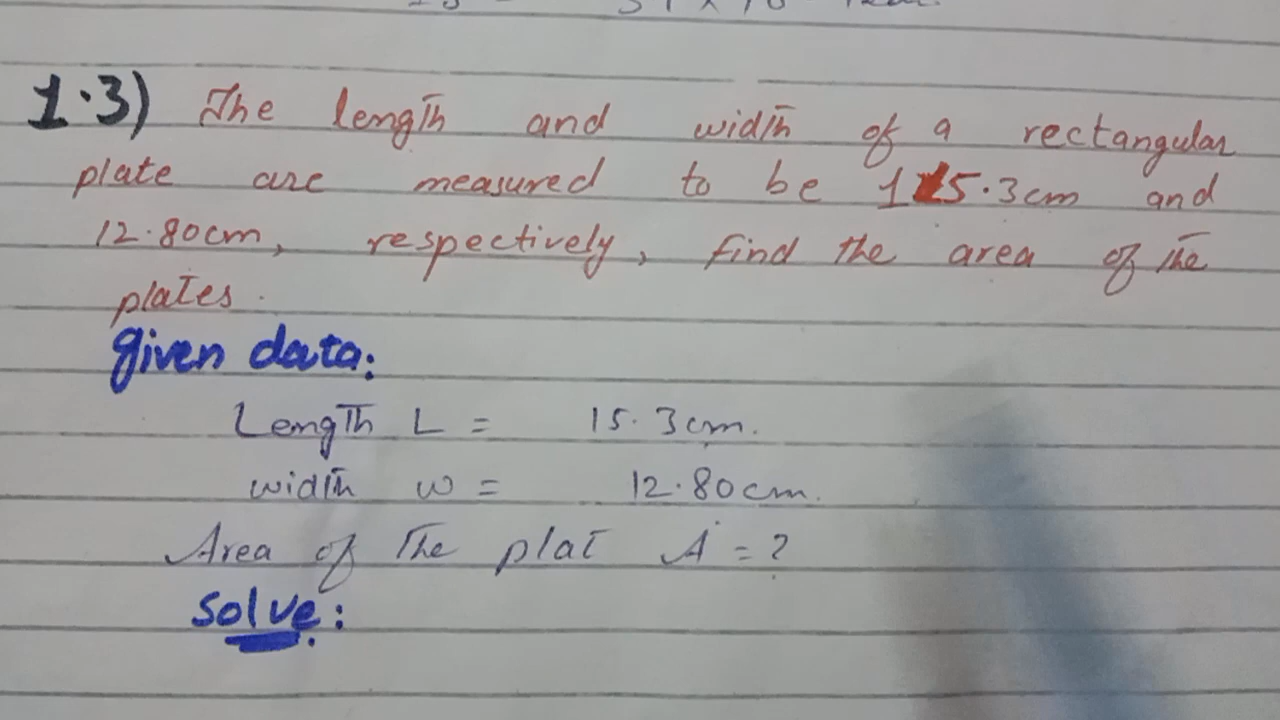 1.3) The length and width of a rectangular
plate are measured to be 15.3cm and
12.80cm, respectively, find the area of the
plates.
given data:
Length L = 15.3cm.
width w = 12.80cm.
Area of The plat A = ?
Solve: